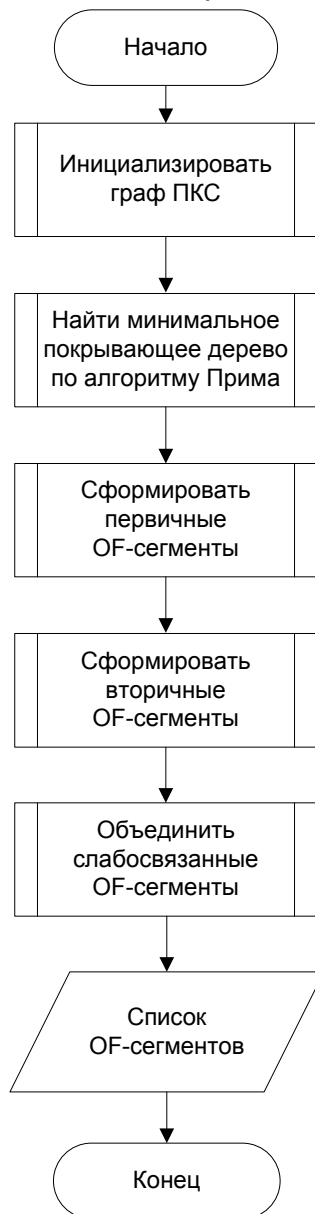 Начало
Инициализировать
граф ПКС
Найти минимальное
покрывающее дерево
по алгоритму Прима
Сформировать
первичные
OF-сегменты
Сформировать
вторичные
OF-сегменты
Объединить
слабосвязанные
OF-сегменты
Список
OF-сегментов
Конец